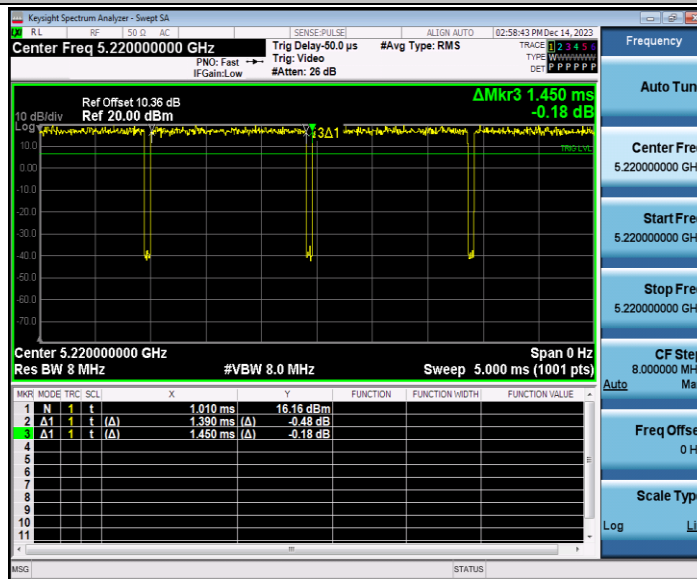 Keysight Spectrum Analyzer - Swept SA
LXI RL RF 50 Ω AC SENSE:PULSE ALIGN AUTO 02:58:43 PM Dec 14, 2023
Center Freq 5.220000000 GHz
PNO: Fast
IFGain:Low
Trig Delay-50.0 µs
Trig: Video
#Atten: 26 dB
#Avg Type: RMS
TRACE 1 2 3 4 5 6
TYPE WWWWWW
DET P P P P P P
ΔMkr3 1.450 ms
-0.18 dB
Ref Offset 10.36 dB
10 dB/div Ref 20.00 dBm
Log
3Δ1
TRIG LVL
10.0
0.00
-10.0
-20.0
-30.0
-40.0
-50.0
-60.0
-70.0
Center 5.220000000 GHz Span 0 Hz
Res BW 8 MHz #VBW 8.0 MHz Sweep 5.000 ms (1001 pts)
MKR MODE TRC SCL X Y FUNCTION FUNCTION WIDTH FUNCTION VALUE
1 N 1 t 1.010 ms 16.16 dBm
2 Δ1 1 t (Δ) 1.390 ms (Δ) -0.48 dB
3 Δ1 1 t (Δ) 1.450 ms (Δ) -0.18 dB
4
5
6
7
8
9
10
11
MSG STATUS
Frequency
Auto Tun
Center Fre
5.220000000 GH
Start Fre
5.220000000 GH
Stop Fre
5.220000000 GH
CF Step
8.000000 MH
Auto Ma
Freq Offse
0 H
Scale Type
Log Li